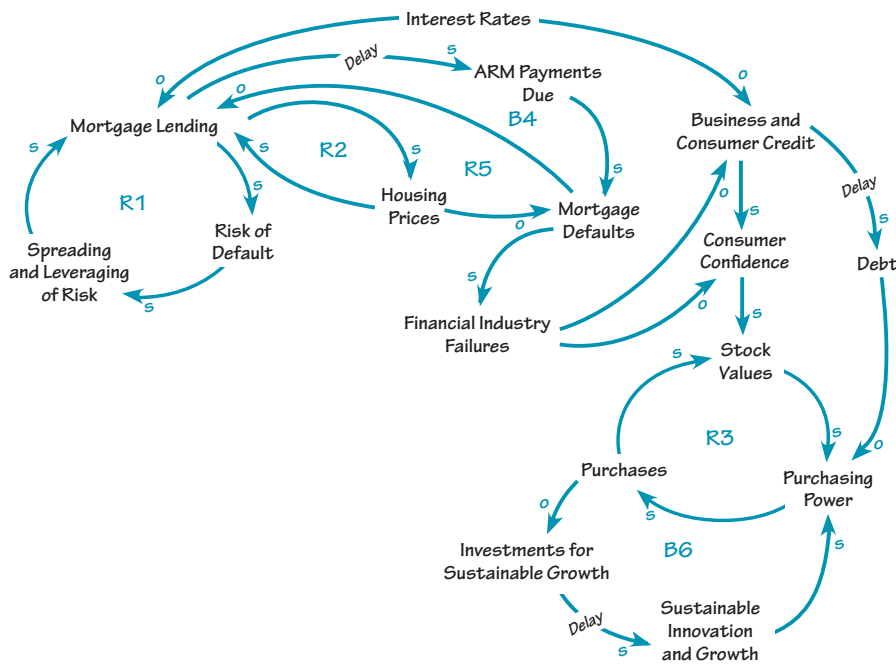 Interest Rates
Delay
s
ARM Payments
Due
o
o
o
Mortgage Lending
B4
Business and
Consumer Credit
s
s
R2
s
R5
s
s
o
Delay
R1
Housing
Prices
o
Mortgage
Defaults
s
s
Spreading
and Leveraging
of Risk
Risk of
Default
Consumer
Confidence
Debt
s
s
o
s
Financial Industry
Failures
s
Stock
Values
R3
s
o
Purchases
Purchasing
Power
o
s
B6
s
Investments for
Sustainable Growth
Delay
s
Sustainable
Innovation
and Growth